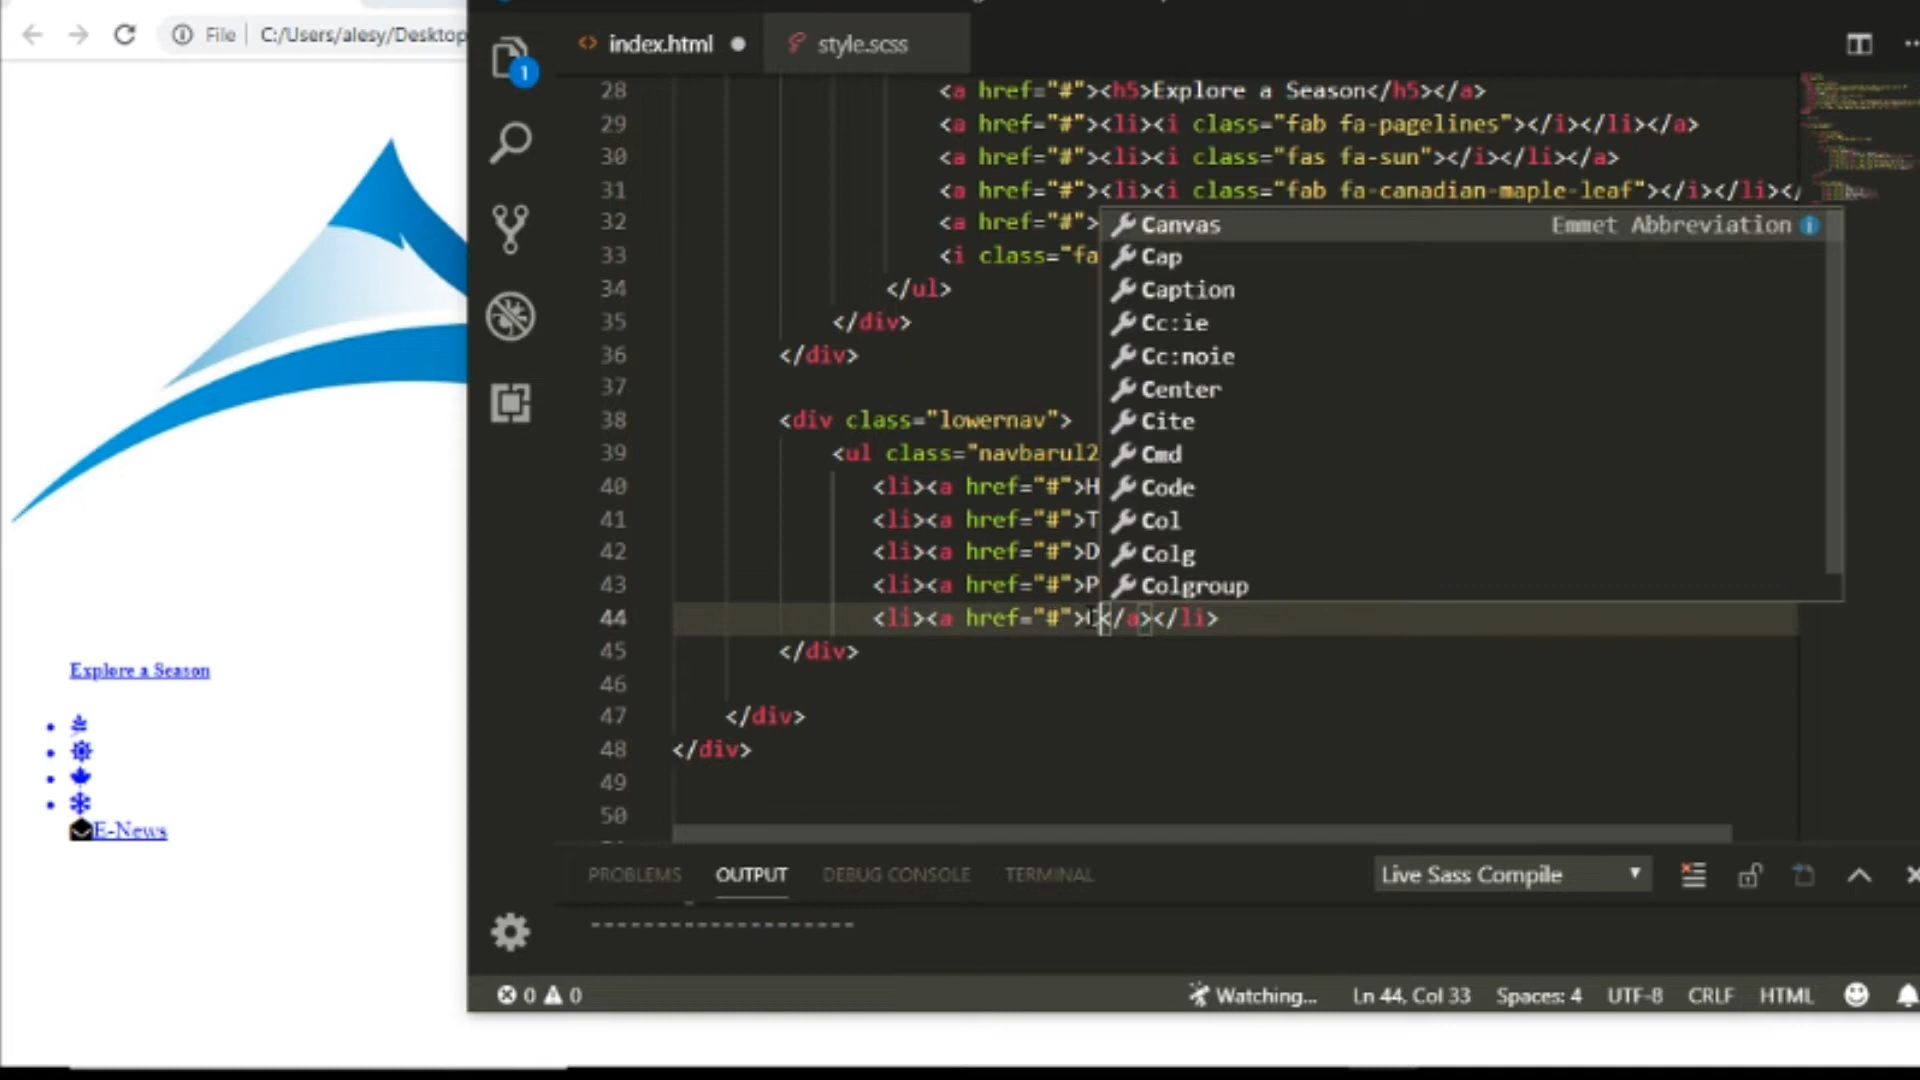 File
C:/Users/alesy/Desktop
Explore a Season
E-News
1
index.html
style.scss
28 <a href="#"><h5>Explore a Season</h5></a>
29 <a href="#"><li><i class="fab fa-pagelines"></i></li></a>
30 <a href="#"><li><i class="fas fa-sun"></i></li></a>
31 <a href="#"><li><i class="fab fa-canadian-maple-leaf"></i></li></
32 <a href="#">
33 <i class="fa
34 </ul>
35 </div>
36 </div>
37
38 <div class="lowernav">
39 <ul class="navbarul2
40 <li><a href="#">H
41 <li><a href="#">T
42 <li><a href="#">D
43 <li><a href="#">P
44 <li><a href="#">C</a></li>
45 </div>
46
47 </div>
48 </div>
49
50
Canvas Emmet Abbreviation
Cap
Caption
Cc:ie
Cc:noie
Center
Cite
Cmd
Code
Col
Colg
Colgroup
PROBLEMS OUTPUT DEBUG CONSOLE TERMINAL Live Sass Compile
--------------------
0 0 Watching... Ln 44, Col 33 Spaces: 4 UTF-8 CRLF HTML